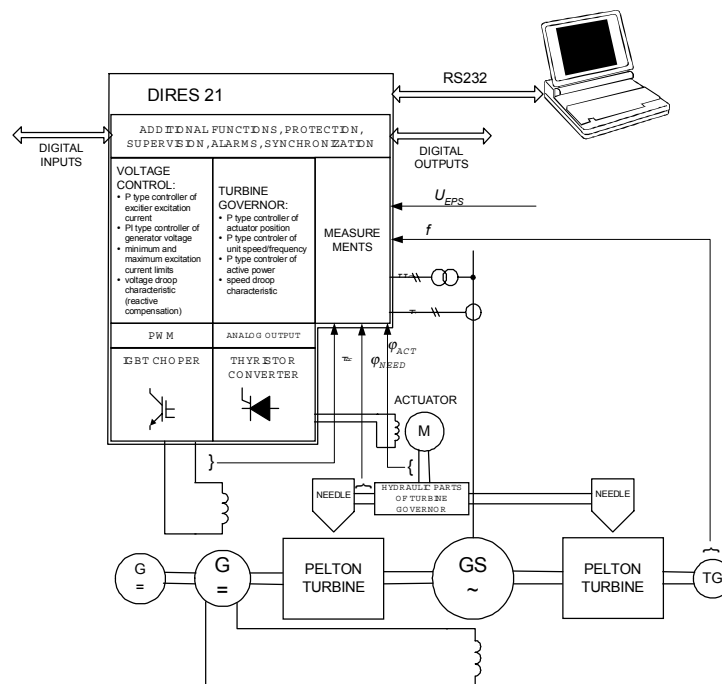 RS232
DIRES 21
ADDITIONAL FUNCTIONS, PROTECTION,
SUPERVISION, ALARMS, SYNCHRONIZATION
DIGITAL
INPUTS
DIGITAL
OUTPUTS
VOLTAGE
CONTROL:
• P type controller of
excitier excitation
current
• PI type controller of
generator voltage
• minimum and
maximum excitation
current limits
• voltage droop
characteristic
(reactive
compensation)
TURBINE
GOVERNOR:
• P type controller of
actuator position
• P type controler of
unit speed/frequency
• P type controler of
active power
• speed droop
characteristic
MEASURE
MENTS
U EPS
f
PWM
ANALOG OUTPUT
IGBT CHOPER
THYRISTOR
CONVERTER
φACT
φNEED
ACTUATOR
M
NEEDLE
HYDRAULIC PARTS
OF TURBINE
GOVERNOR
NEEDLE
G
=
G
=
PELTON
TURBINE
GS
~
PELTON
TURBINE
TG